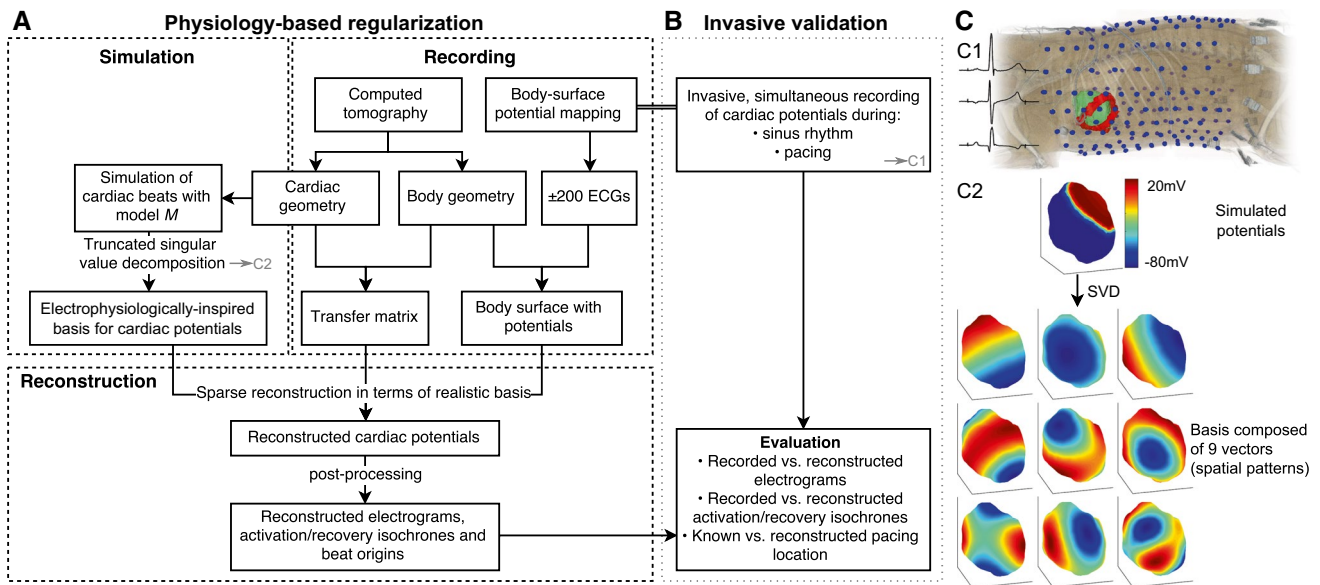 A
Physiology-based regularization
Simulation
Recording
Computed
tomography
Body-surface
potential mapping
Simulation of
cardiac beats with
model M
Cardiac
geometry
Body geometry
±200 ECGs
Truncated singular
value decomposition
C2
Electrophysiologically-inspired
basis for cardiac potentials
Transfer matrix
Body surface with
potentials
Reconstruction
Sparse reconstruction in terms of realistic basis
Reconstructed cardiac potentials
post-processing
Reconstructed electrograms,
activation/recovery isochrones and
beat origins
B
Invasive validation
Invasive, simultaneous recording
of cardiac potentials during:
• sinus rhythm
• pacing
C1
Evaluation
• Recorded vs. reconstructed
electrograms
• Recorded vs. reconstructed
activation/recovery isochrones
• Known vs. reconstructed pacing
location
C
C1
C2
20mV
-80mV
Simulated
potentials
SVD
Basis composed
of 9 vectors
(spatial patterns)